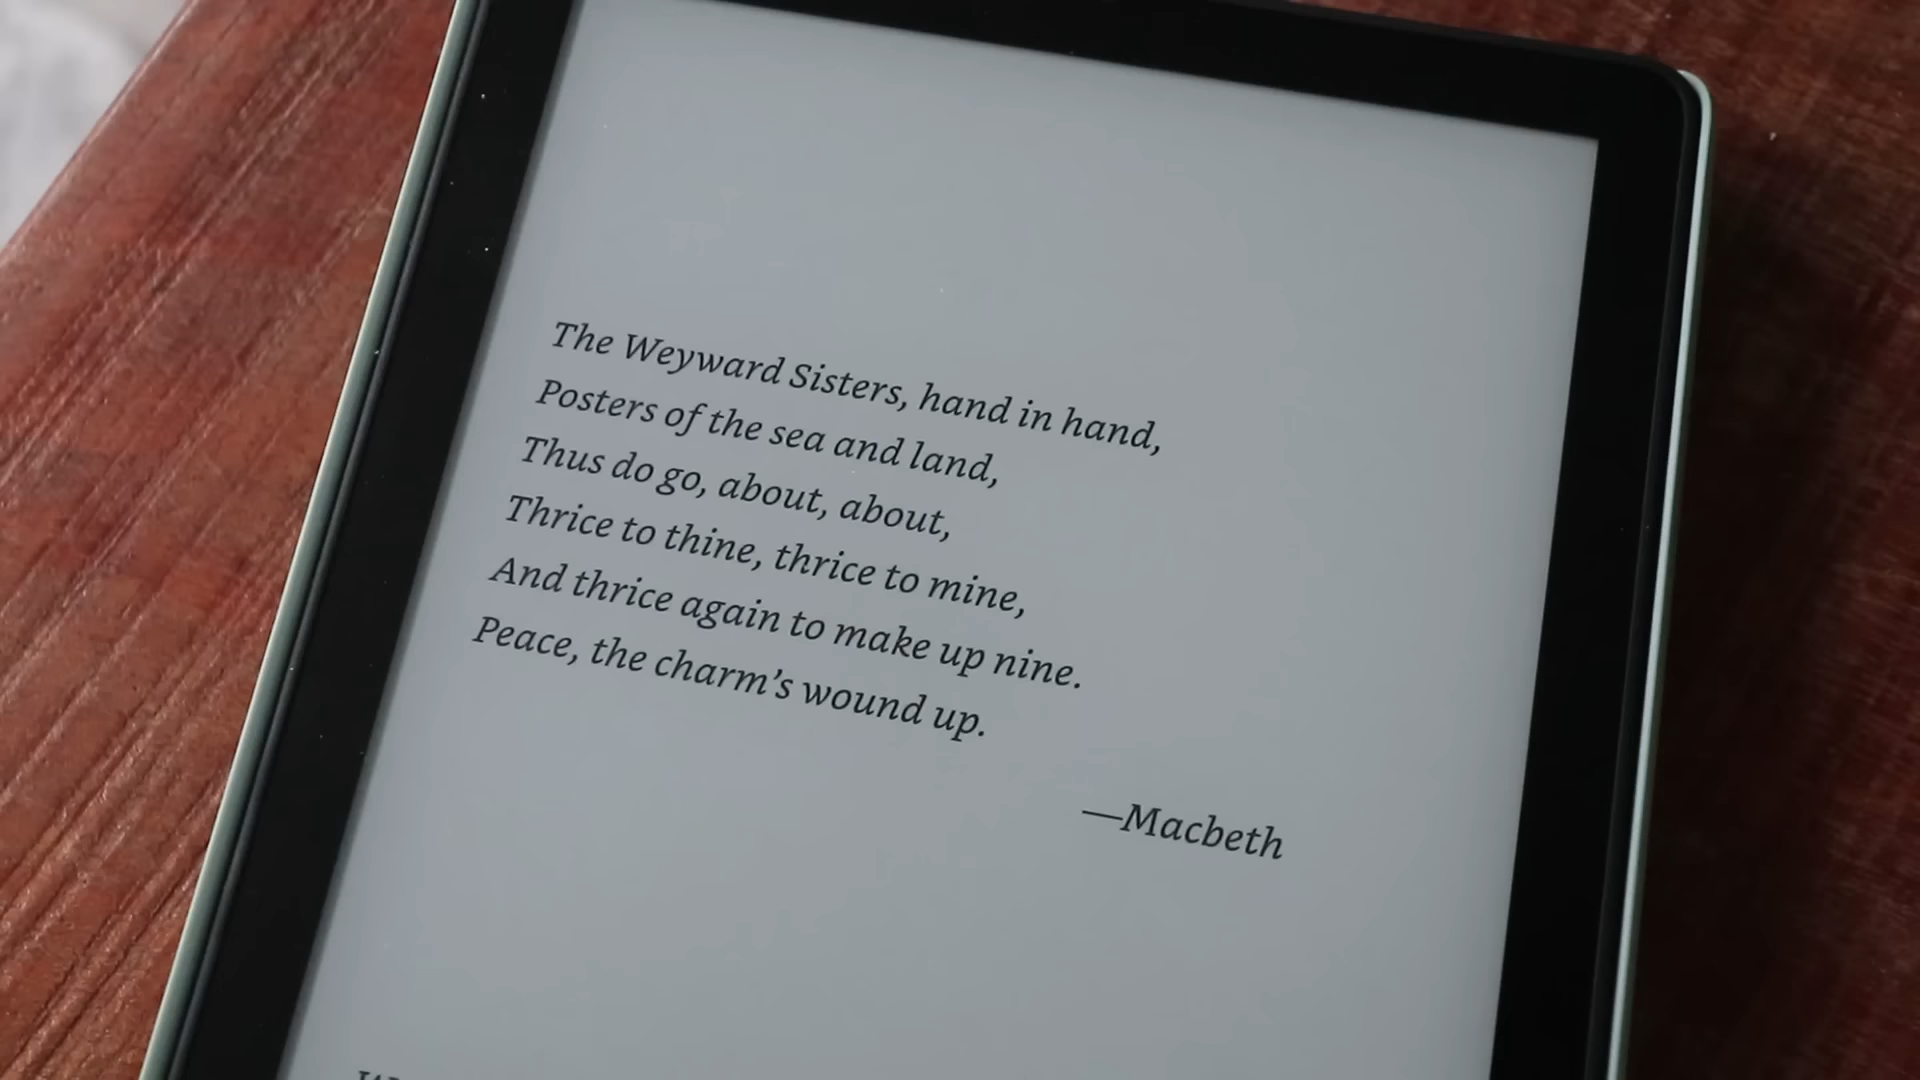 The Weyward Sisters, hand in hand,
Posters of the sea and land,
Thus do go, about, about,
Thrice to thine, thrice to mine,
And thrice again to make up nine.
Peace, the charm’s wound up.
—Macbeth